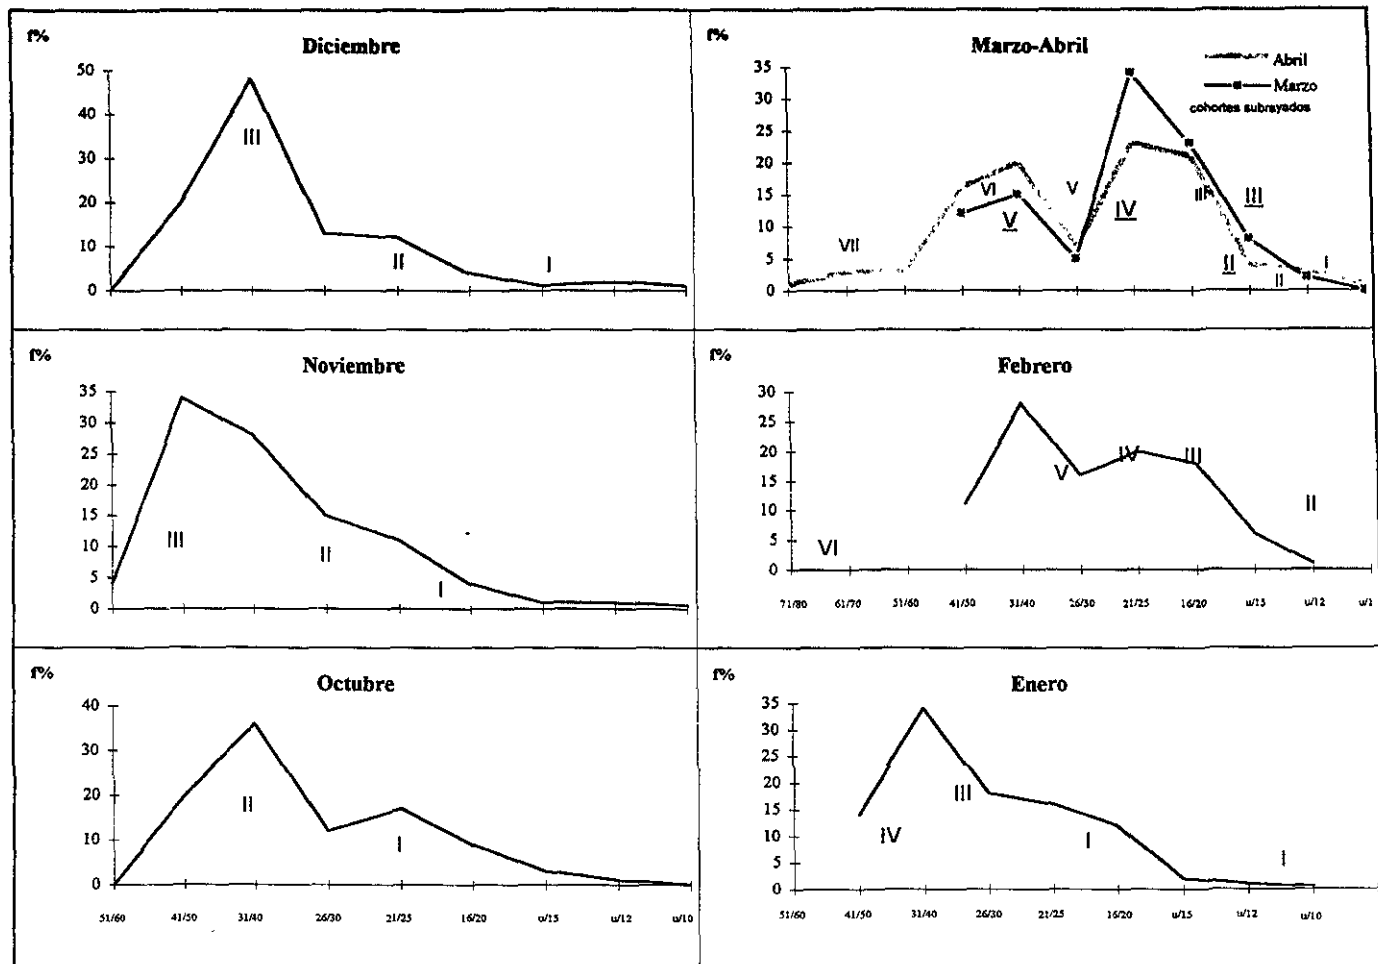 f%
Diciembre
50
40
30
20
10
0
III
II
I
f%
Marzo-Abril
35
30
25
20
15
10
5
0
Abril
Marzo
cohortes subrayados
VII
VI
V
V
IV
III
III
II
II
I
f%
Noviembre
35
30
25
20
15
10
5
0
III
II
I
f%
Febrero
30
25
20
15
10
5
0
VI
V
IV
III
II
71/80 61/70 51/60 41/50 31/40 26/30 21/25 16/20 u/15 u/12 u/1
f%
Octubre
40
30
20
10
0
II
I
51/60 41/50 31/40 26/30 21/25 16/20 u/15 u/12 u/10
f%
Enero
35
30
25
20
15
10
5
0
IV
III
I
I
51/60 41/50 31/40 26/30 21/25 16/20 u/15 u/12 u/10